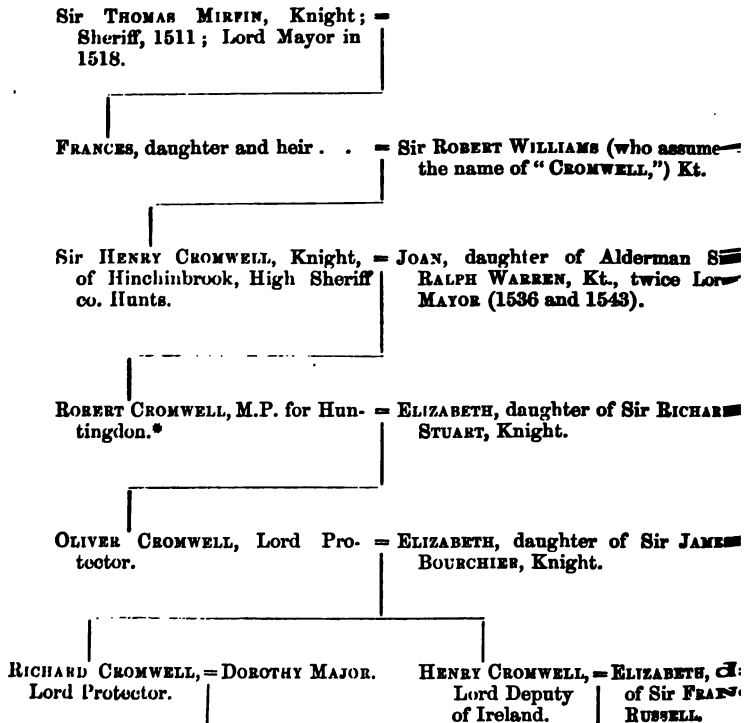 Sir THOMAS MIRFIN, Knight; =
Sheriff, 1511; Lord Mayor in
1518.
FRANCES, daughter and heir . . = Sir ROBERT WILLIAMS (who assume
the name of “CROMWELL,”) Kt.
Sir HENRY CROMWELL, Knight, = JOAN, daughter of Alderman
of Hinchinbrook, High Sheriff RALPH WARREN, Kt., twice
co. Hunts. MAYOR (1536 and 1543).
ROBERT CROMWELL, M.P. for Hun- = ELIZABETH, daughter of Sir
tingdon.* STUART, Knight.
OLIVER CROMWELL, Lord Pro- = ELIZABETH, daughter of Sir
tector. BOURCHIER, Knight.
RICHARD CROMWELL, = DOROTHY MAJOR. HENRY CROMWELL, = ELIZABETH,
Lord Protector. Lord Deputy of Sir
of Ireland. RUSSELL,